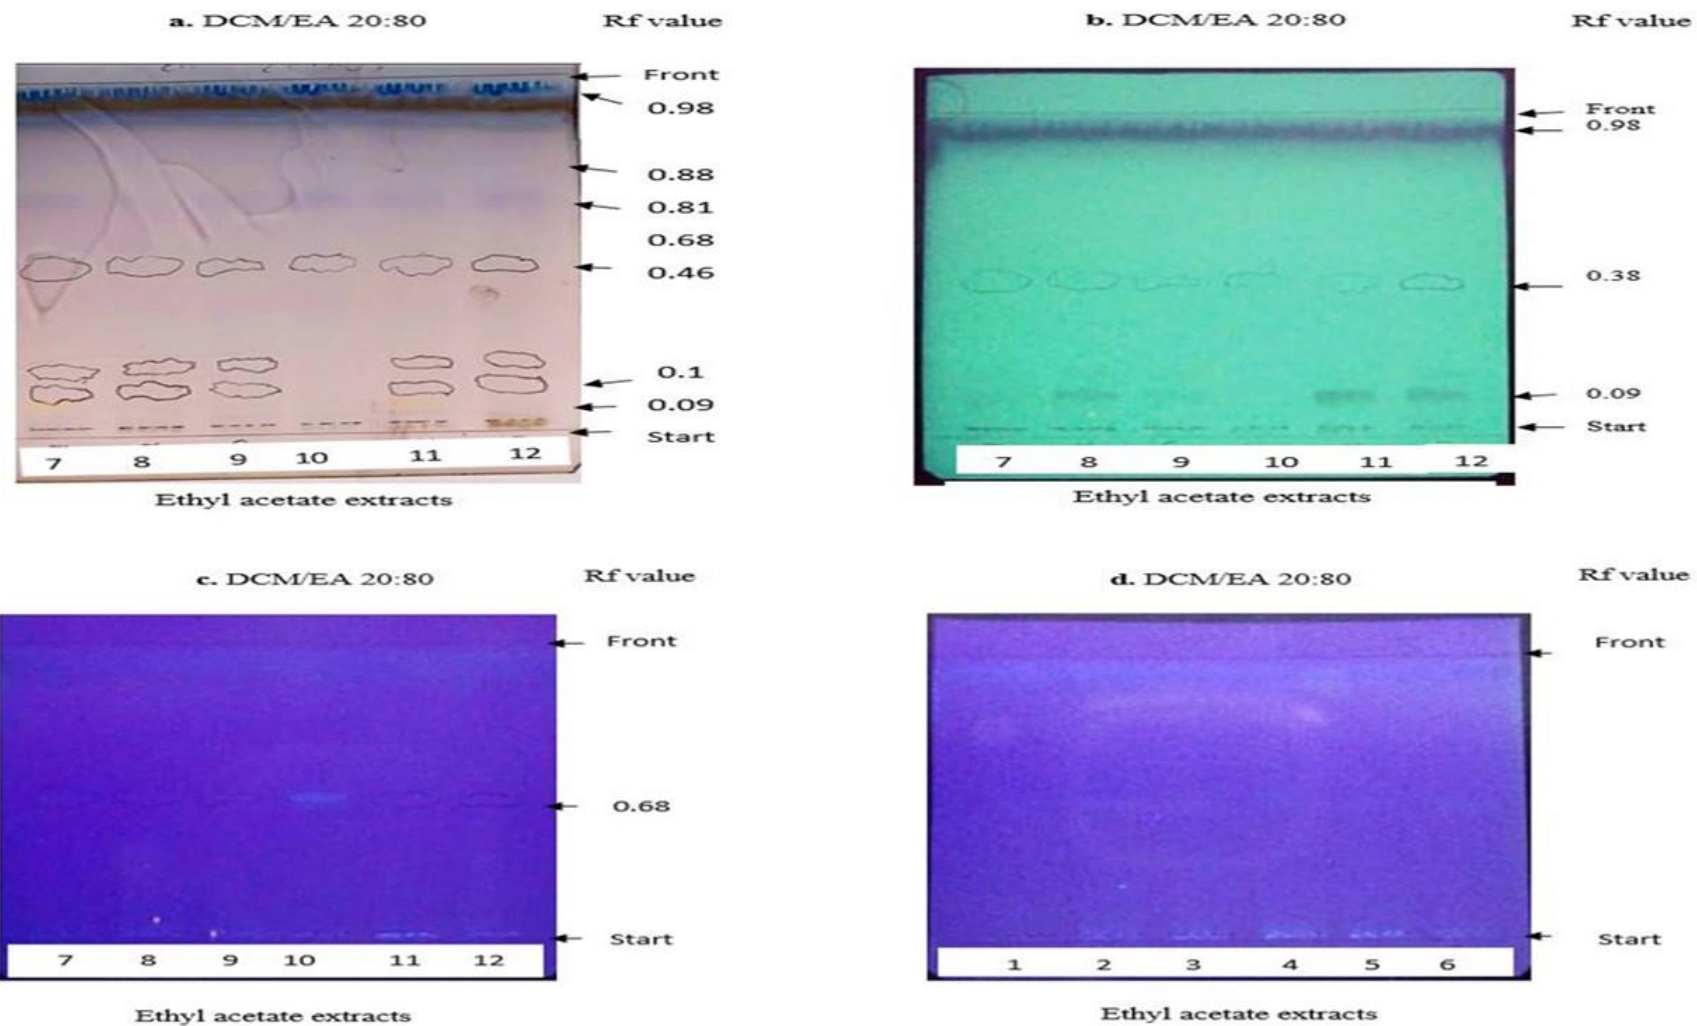 a. DCM/EA 20:80 Rf value
Front
0.98
0.88
0.81
0.68
0.46
0.1
0.09
Start
7 8 9 10 11 12
Ethyl acetate extracts
b. DCM/EA 20:80 Rf value
Front
0.98
0.38
0.09
Start
7 8 9 10 11 12
Ethyl acetate extracts
c. DCM/EA 20:80 Rf value
Front
0.68
Start
7 8 9 10 11 12
Ethyl acetate extracts
d. DCM/EA 20:80 Rf value
Front
Start
1 2 3 4 5 6
Ethyl acetate extracts